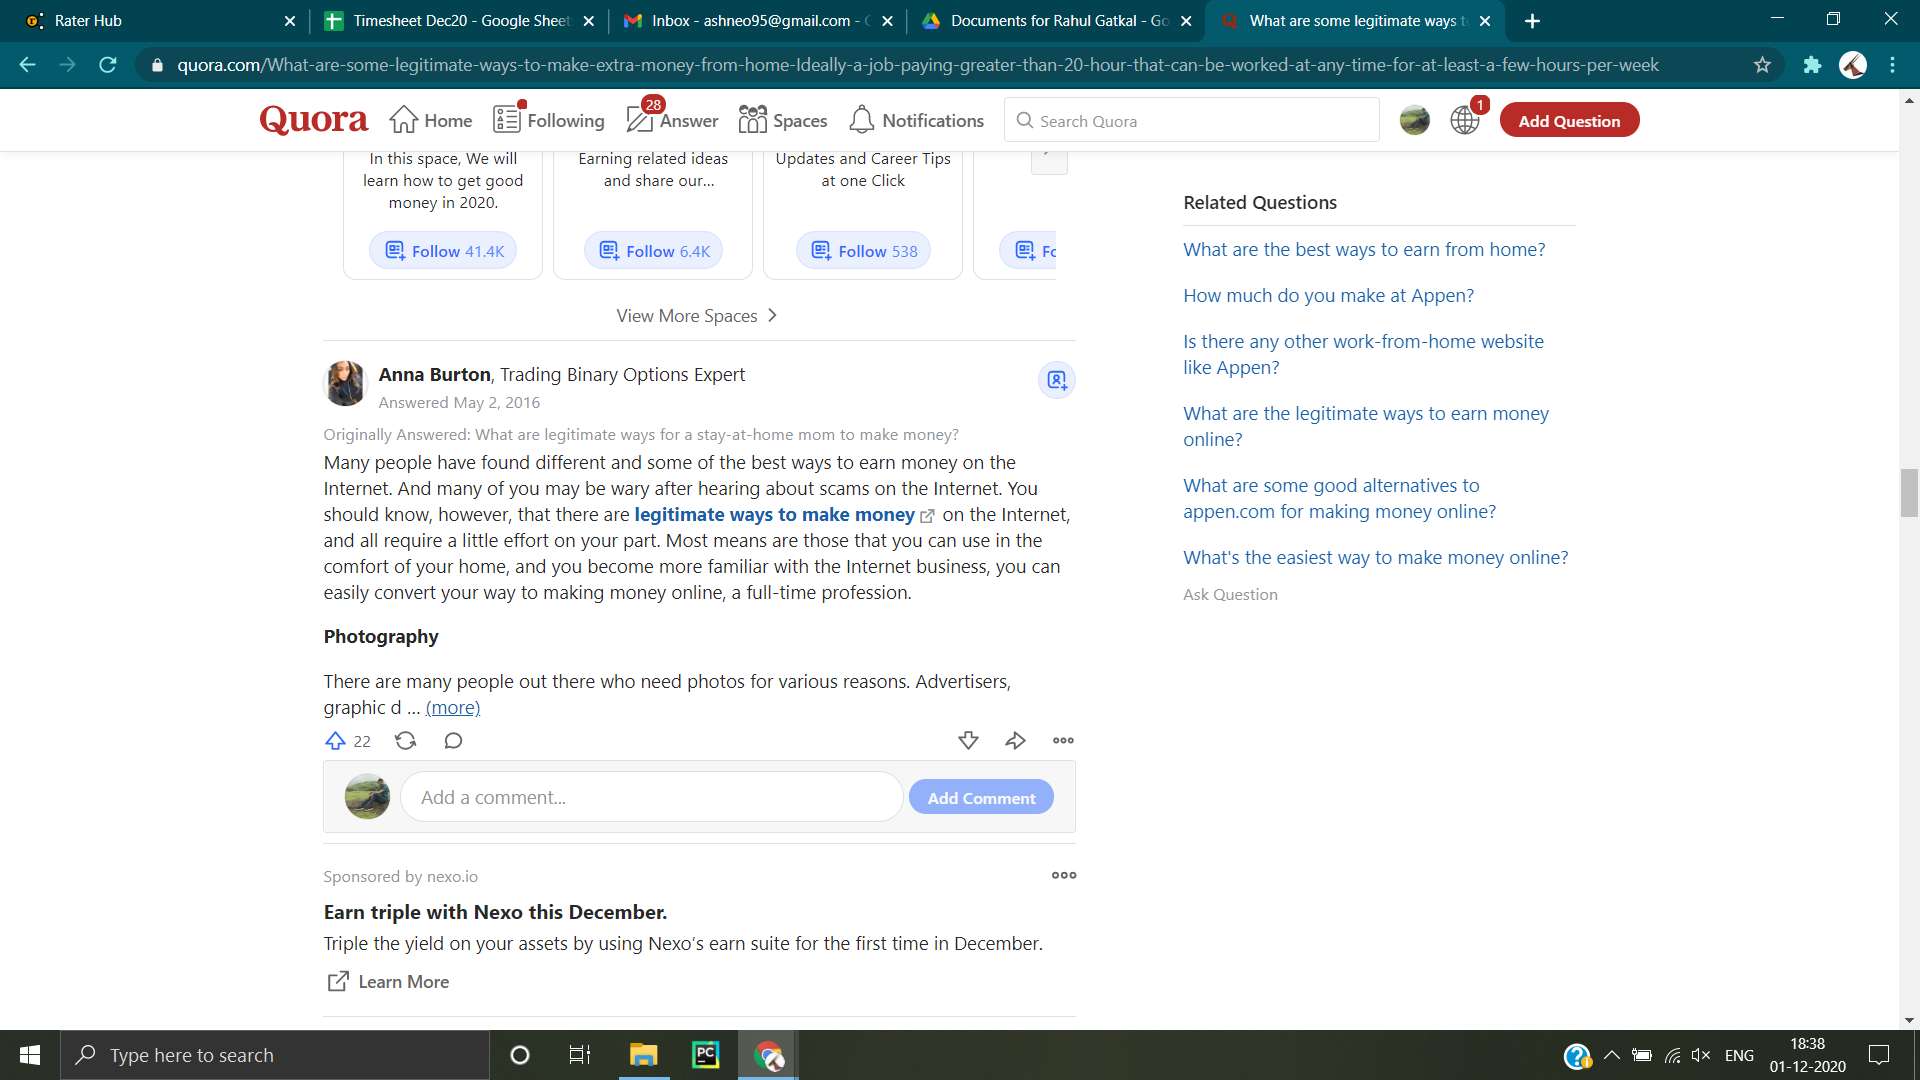 Rater Hub
Timesheet Dec20 - Google Sheet
Inbox - ashneo95@gmail.com -
Documents for Rahul Gatkal - Go
What are some legitimate ways t
quora.com/What-are-some-legitimate-ways-to-make-extra-money-from-home-Ideally-a-job-paying-greater-than-20-hour-that-can-be-worked-at-any-time-for-at-least-a-few-hours-per-week
Quora
Home
Following
28
Answer
Spaces
Notifications
Search Quora
1
Add Question
In this space, We will
learn how to get good
money in 2020.
Follow 41.4K
Earning related ideas
and share our...
Follow 6.4K
Updates and Career Tips
at one Click
Follow 538
Fc
View More Spaces
Anna Burton, Trading Binary Options Expert
Answered May 2, 2016
Originally Answered: What are legitimate ways for a stay-at-home mom to make money?
Many people have found different and some of the best ways to earn money on the
Internet. And many of you may be wary after hearing about scams on the Internet. You
should know, however, that there are legitimate ways to make money on the Internet,
and all require a little effort on your part. Most means are those that you can use in the
comfort of your home, and you become more familiar with the Internet business, you can
easily convert your way to making money online, a full-time profession.
Photography
There are many people out there who need photos for various reasons. Advertisers,
graphic d ... (more)
22
Add a comment...
Add Comment
Sponsored by nexo.io
Earn triple with Nexo this December.
Triple the yield on your assets by using Nexo's earn suite for the first time in December.
Learn More
Related Questions
What are the best ways to earn from home?
How much do you make at Appen?
Is there any other work-from-home website
like Appen?
What are the legitimate ways to earn money
online?
What are some good alternatives to
appen.com for making money online?
What's the easiest way to make money online?
Ask Question
Type here to search
PC
ENG
18:38
01-12-2020